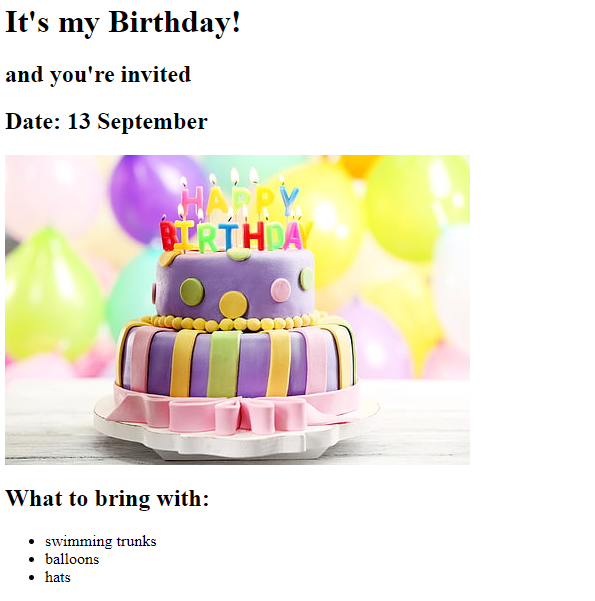 It's my Birthday!
and you're invited
Date: 13 September
HAPPY
BIRTHDAY
What to bring with:
swimming trunks
balloons
hats